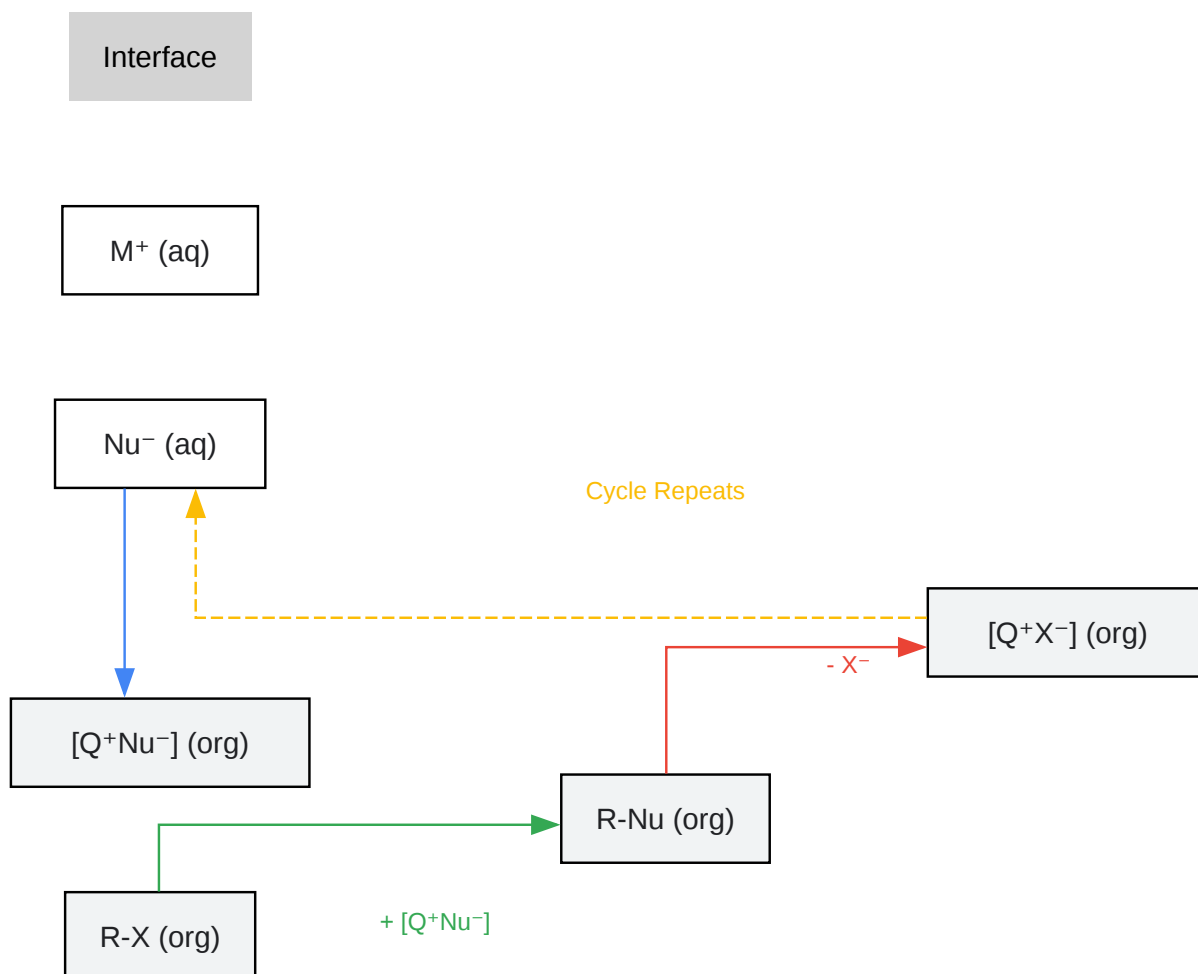 Interface
M⁺ (aq)
Nu⁻ (aq)
Cycle Repeats
[Q⁺X⁻] (org)
- X⁻
[Q⁺Nu⁻] (org)
R-Nu (org)
+ [Q⁺Nu⁻]
R-X (org)